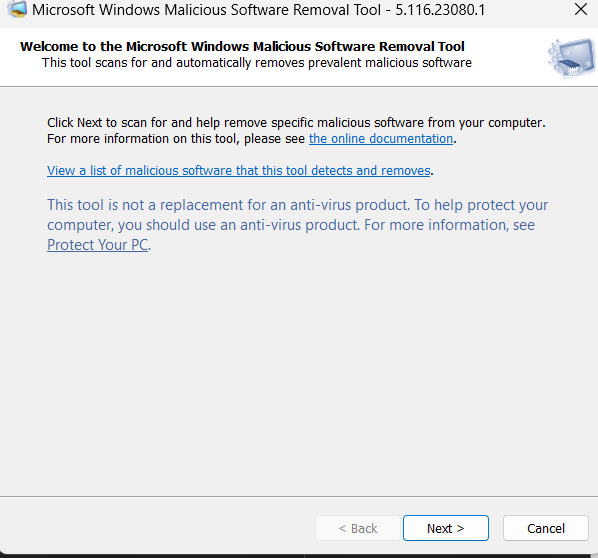 Microsoft Windows Malicious Software Removal Tool - 5.116.23080.1
Welcome to the Microsoft Windows Malicious Software Removal Tool
This tool scans for and automatically removes prevalent malicious software
Click Next to scan for and help remove specific malicious software from your computer.
For more information on this tool, please see the online documentation.
View a list of malicious software that this tool detects and removes.
This tool is not a replacement for an anti-virus product. To help protect your
computer, you should use an anti-virus product. For more information, see
Protect Your PC.
< Back Next > Cancel